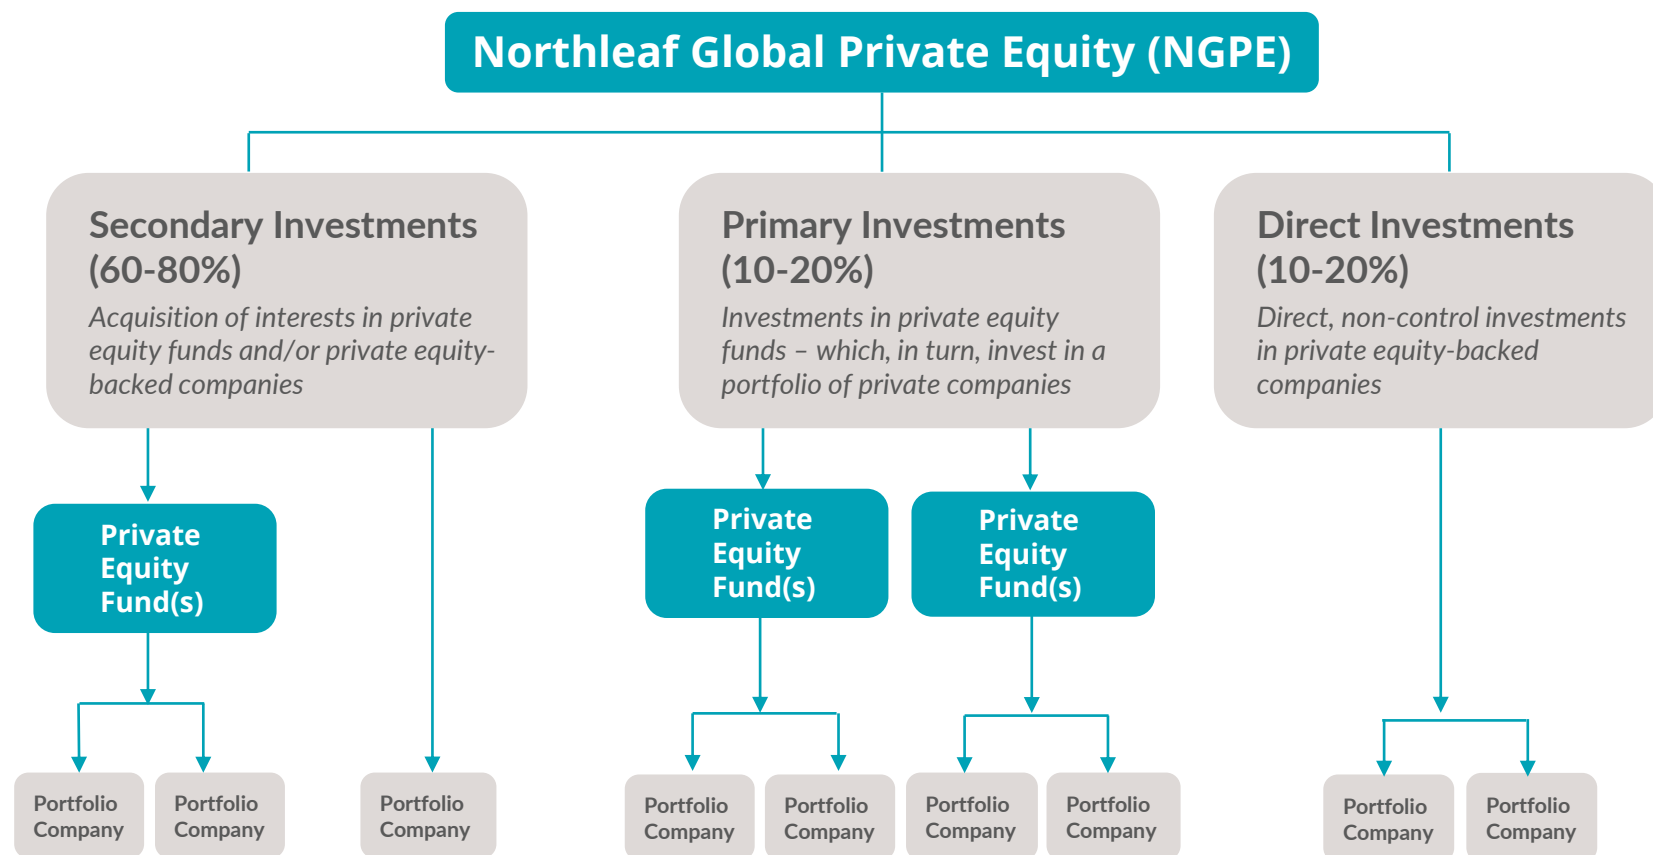 Northleaf Global Private Equity (NGPE)
Secondary Investments
(60-80%)
Acquisition of interests in private
equity funds and/or private equity-
backed companies
Primary Investments
(10-20%)
Investments in private equity
funds – which, in turn, invest in a
portfolio of private companies
Direct Investments
(10-20%)
Direct, non-control investments
in private equity-backed
companies
Private
Equity
Fund(s)
Private
Equity
Fund(s)
Private
Equity
Fund(s)
Portfolio
Company
Portfolio
Company
Portfolio
Company
Portfolio
Company
Portfolio
Company
Portfolio
Company
Portfolio
Company
Portfolio
Company
Portfolio
Company